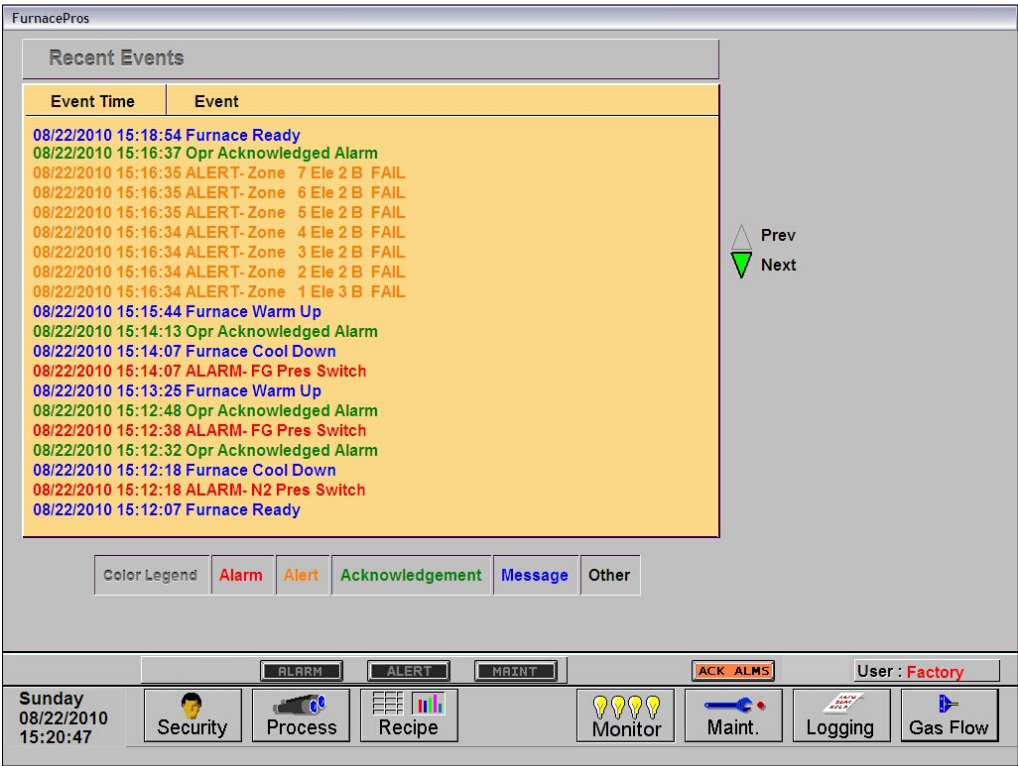 FurnacePros
Recent Events
Event Time Event
08/22/2010 15:18:54 Furnace Ready
08/22/2010 15:16:37 Opr Acknowledged Alarm
08/22/2010 15:16:35 ALERT- Zone 7 Ele 2 B FAIL
08/22/2010 15:16:35 ALERT- Zone 6 Ele 2 B FAIL
08/22/2010 15:16:35 ALERT- Zone 5 Ele 2 B FAIL
08/22/2010 15:16:34 ALERT- Zone 4 Ele 2 B FAIL
08/22/2010 15:16:34 ALERT- Zone 3 Ele 2 B FAIL
08/22/2010 15:16:34 ALERT- Zone 2 Ele 2 B FAIL
08/22/2010 15:16:34 ALERT- Zone 1 Ele 3 B FAIL
08/22/2010 15:15:44 Furnace Warm Up
08/22/2010 15:14:13 Opr Acknowledged Alarm
08/22/2010 15:14:07 Furnace Cool Down
08/22/2010 15:14:07 ALARM- FG Pres Switch
08/22/2010 15:13:25 Furnace Warm Up
08/22/2010 15:12:48 Opr Acknowledged Alarm
08/22/2010 15:12:38 ALARM- FG Pres Switch
08/22/2010 15:12:32 Opr Acknowledged Alarm
08/22/2010 15:12:18 Furnace Cool Down
08/22/2010 15:12:18 ALARM- N2 Pres Switch
08/22/2010 15:12:07 Furnace Ready
Prev
Next
Color Legend Alarm Alert Acknowledgement Message Other
ALARM ALERT MAINT ACK ALMS User : Factory
Sunday
08/22/2010
15:20:47
Security Process Recipe Monitor Maint. Logging Gas Flow